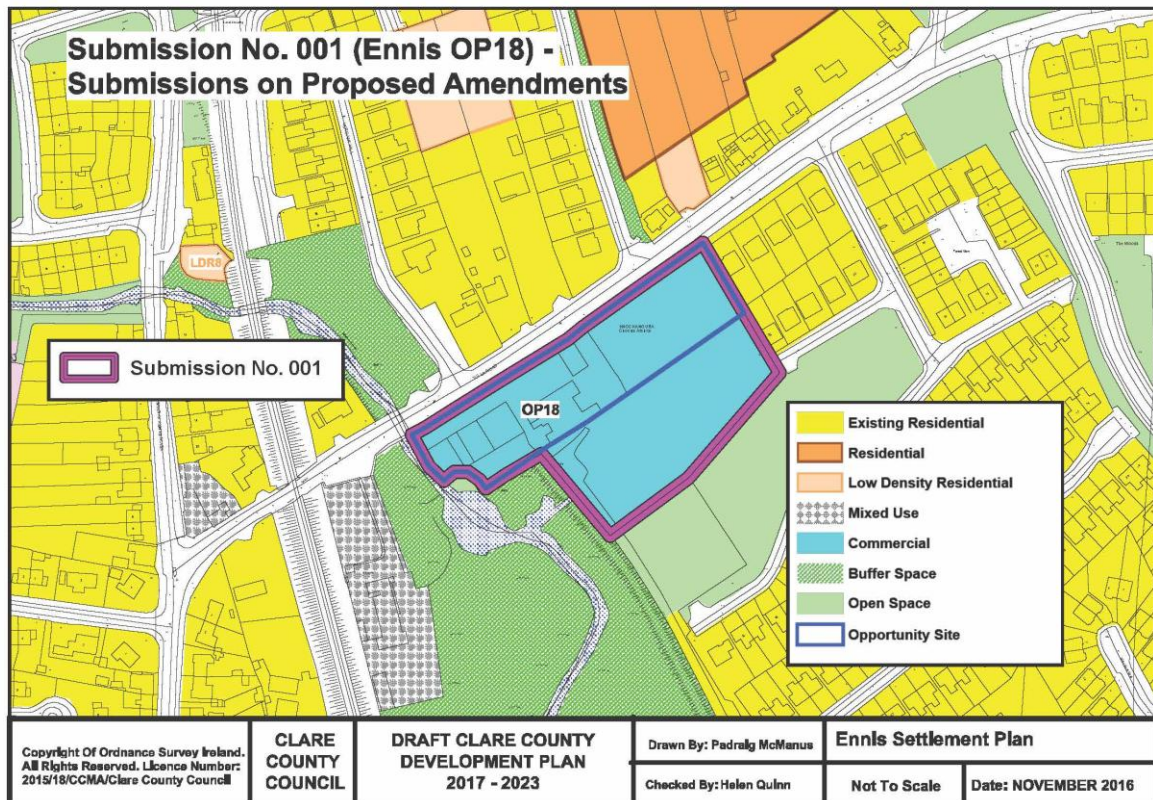 Submission No. 001 (Ennis OP18) -
Submissions on Proposed Amendments
LDR8
Submission No. 001
OP18
Existing Residential
Residential
Low Density Residential
Mixed Use
Commercial
Buffer Space
Open Space
Opportunity Site
Copyright Of Ordnance Survey Ireland.
All Rights Reserved. Licence Number:
2015/18/CCMA/Clare County Council
CLARE
COUNTY
COUNCIL
DRAFT CLARE COUNTY
DEVELOPMENT PLAN
2017 - 2023
Drawn By: Padraig McManus
Checked By: Helen Quinn
Ennis Settlement Plan
Not To Scale
Date: NOVEMBER 2016